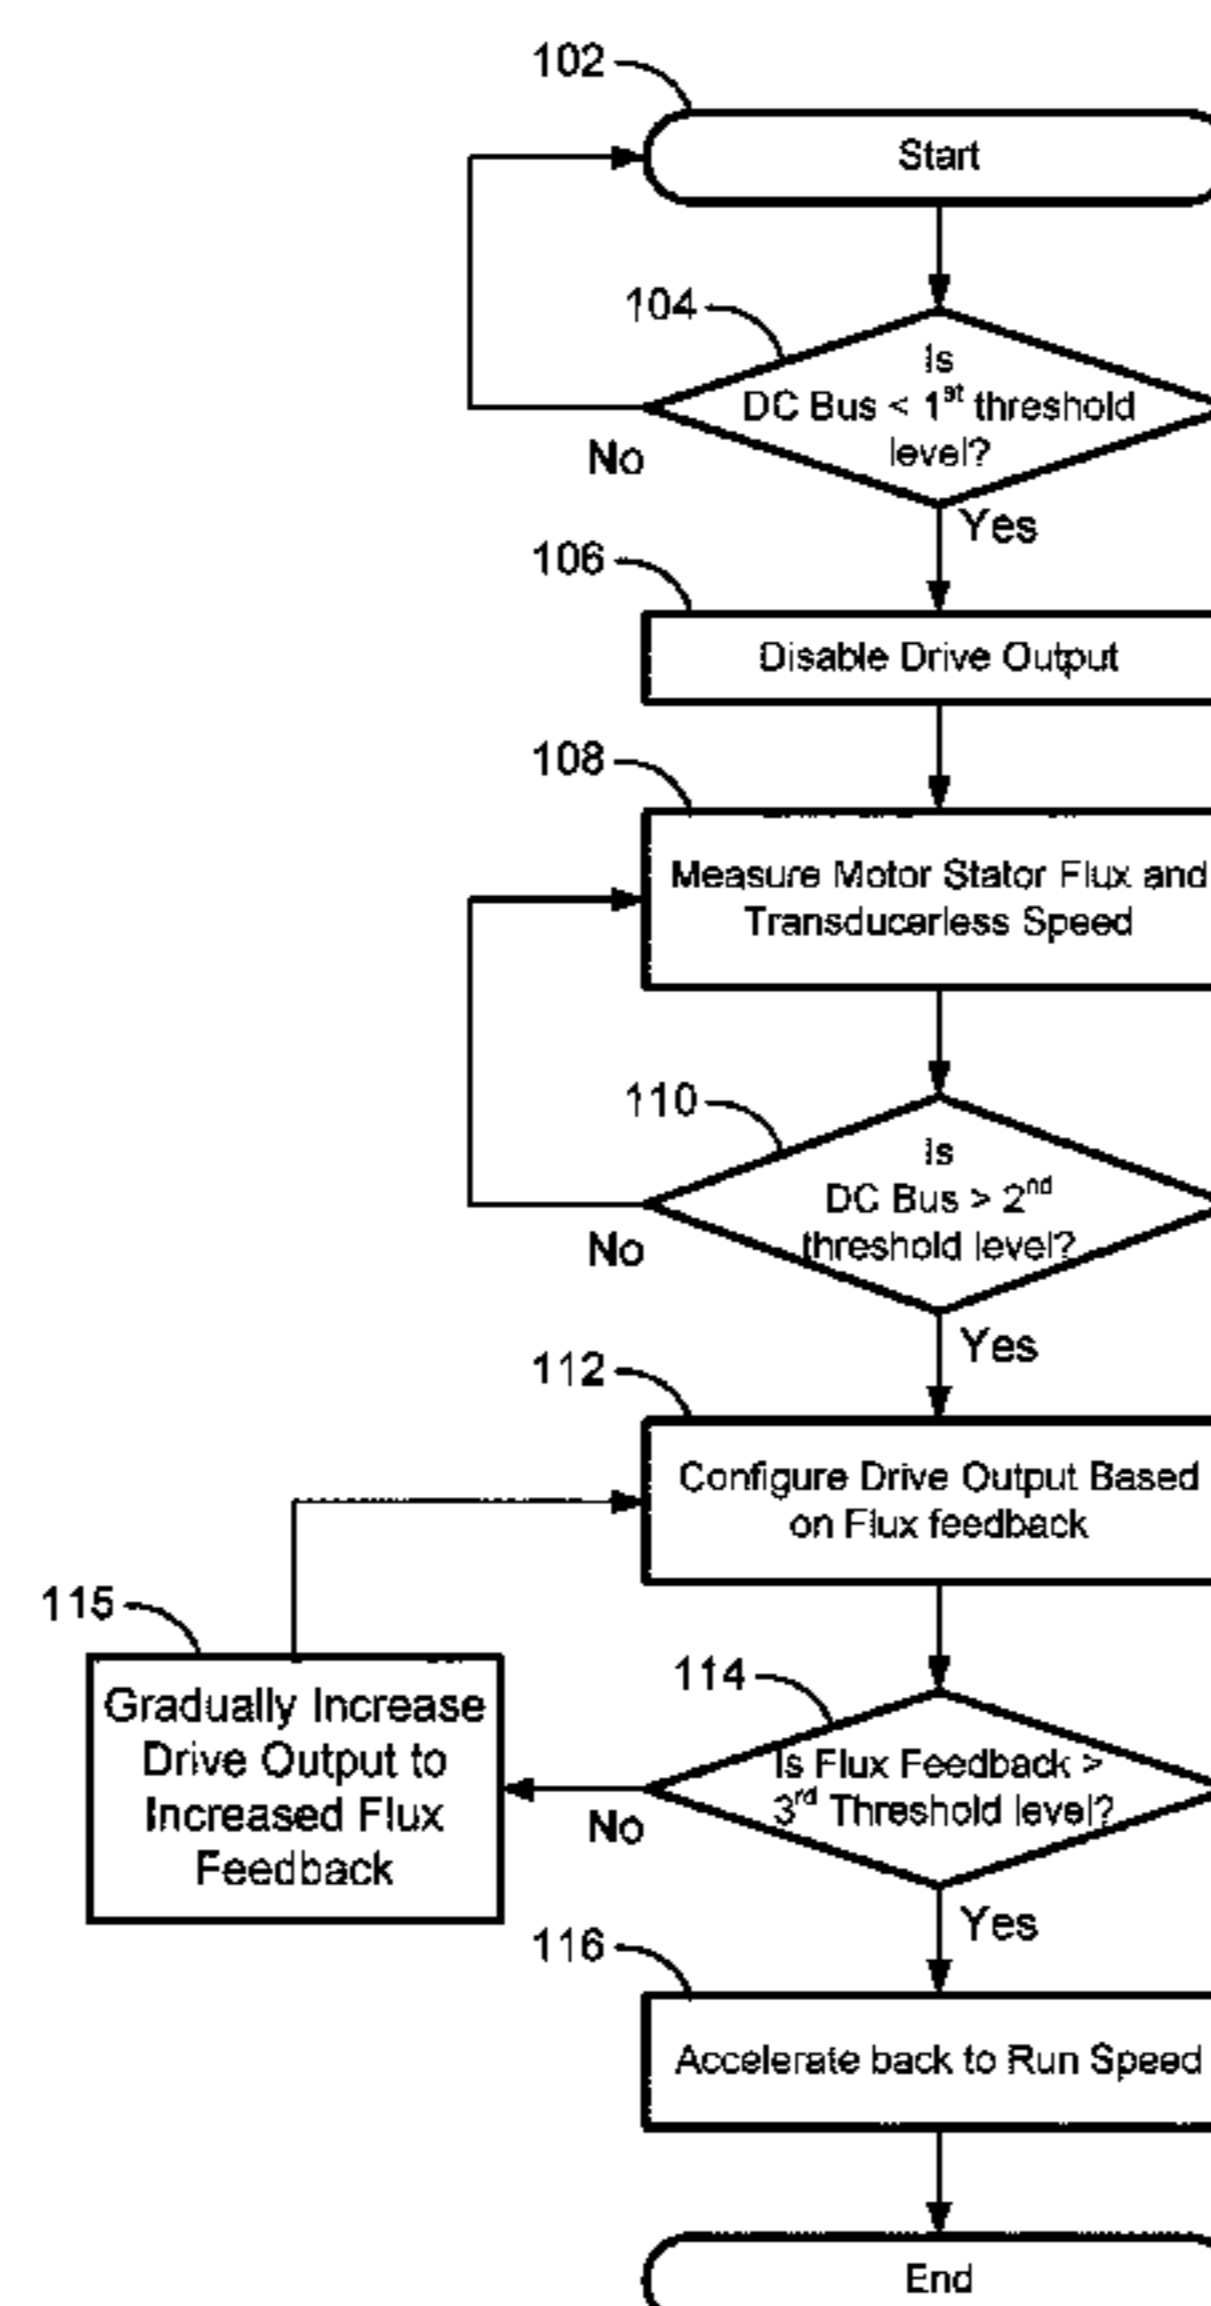 102
Start
104
Is
DC Bus < 1st threshold
level?
No
Yes
106
Disable Drive Output
108
Measure Motor Stator Flux and
Transducerless Speed
110
Is
DC Bus > 2nd
threshold level?
No
Yes
112
Configure Drive Output Based
on Flux feedback
115
Gradually Increase
Drive Output to
Increased Flux
Feedback
114
Is Flux Feedback >
3rd Threshold level?
No
Yes
116
Accelerate back to Run Speed
End